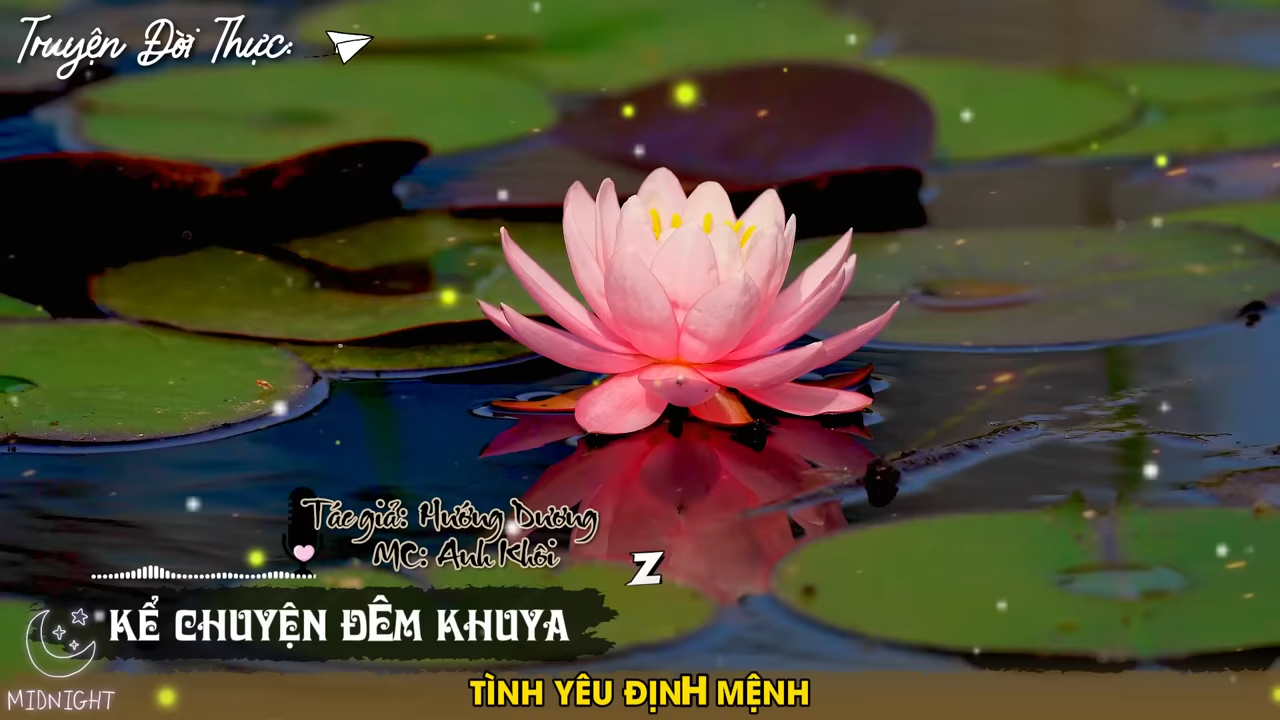 Truyện Đời Thực:
Tác giả: Hướng Dương
MC: Anh Khôi
Z
KỂ CHUYỆN ĐÊM KHUYA
MIDNIGHT
TÌNH YÊU ĐỊNH MỆNH